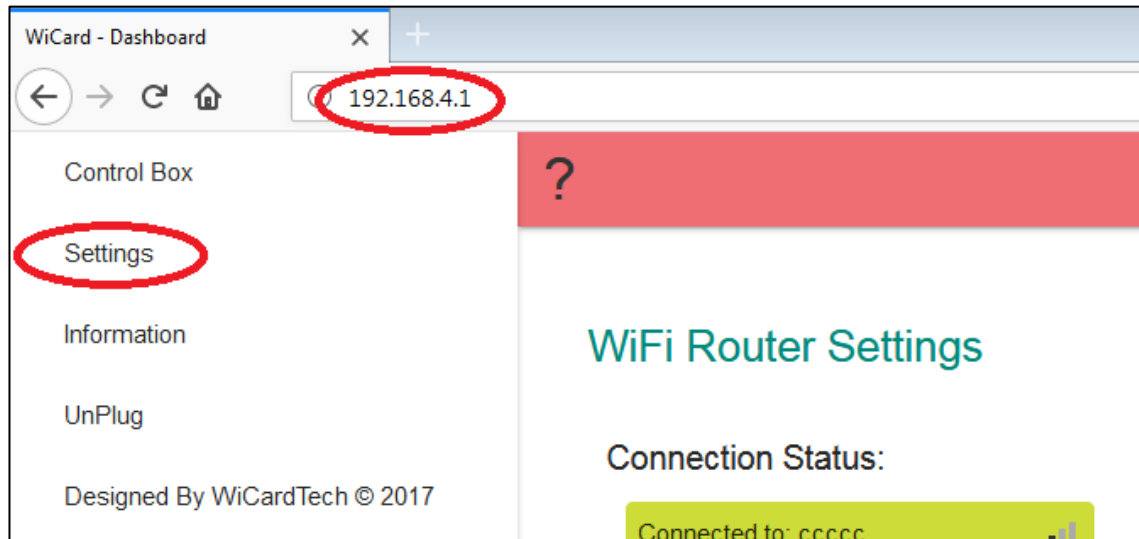 WiCard - Dashboard
192.168.4.1
Control Box
?
Settings
Information
WiFi Router Settings
UnPlug
Connection Status:
Designed By WiCardTech © 2017
Connected to: ccccc